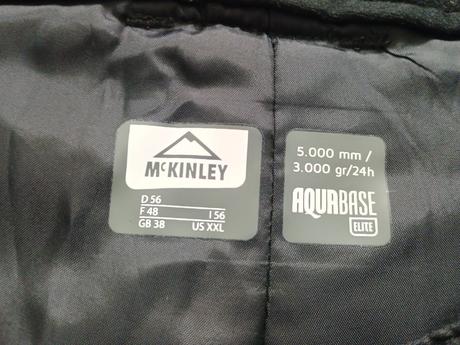 McKINLEY
D 56
F 48 I 56
GB 38 US XXL
5.000 mm /
3.000 gr/24h
AQUABASE
ELITE